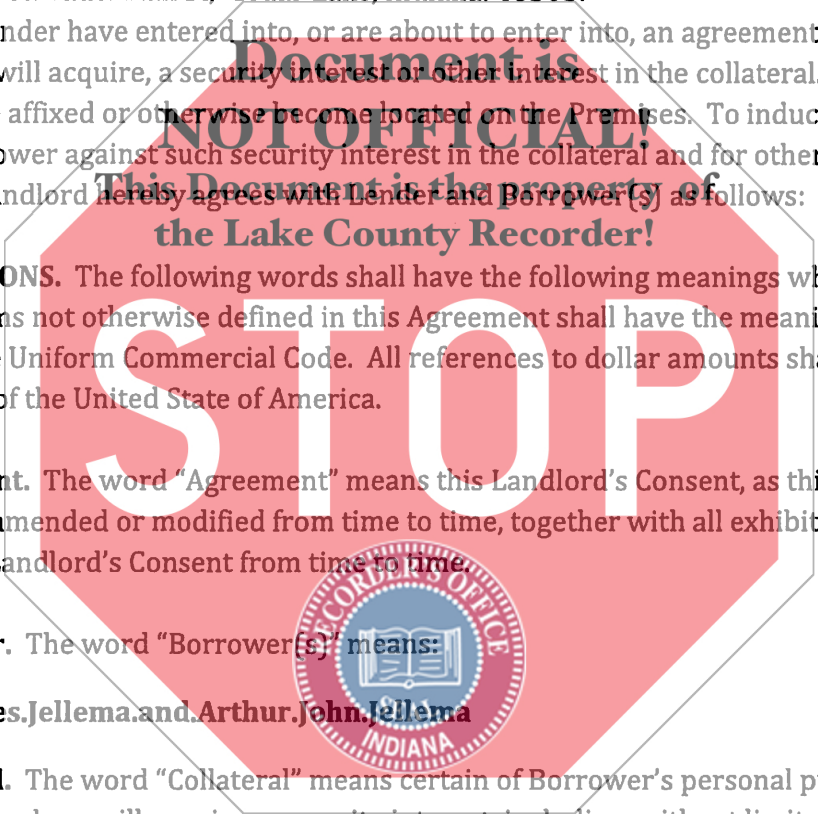 nder have entered into, or are about to enter into, an agreement
Document is
will acquire, a security interest or other interest in the collateral.
affixed or otherwise become located on the Premises. To induc
NOT OFFICIAL!
ower against such security interest in the collateral and for other
This Document is the property of
ndlord hereby agrees with Lender and Borrower(s) as follows:
the Lake County Recorder!
ONS. The following words shall have the following meanings wh
ns not otherwise defined in this Agreement shall have the meani
Uniform Commercial Code. All references to dollar amounts sha
of the United State of America.
STOP
nt. The word “Agreement” means this Landlord’s Consent, as thi
amended or modified from time to time, together with all exhibit
Landlord’s Consent from time to time.
RECORDER'S OFFICE
r. The word “Borrower(s)” means:
SEAL
es.Jellema.and.Arthur.John.Jellema
INDIANA
l. The word “Collateral” means certain of Borrower’s personal p